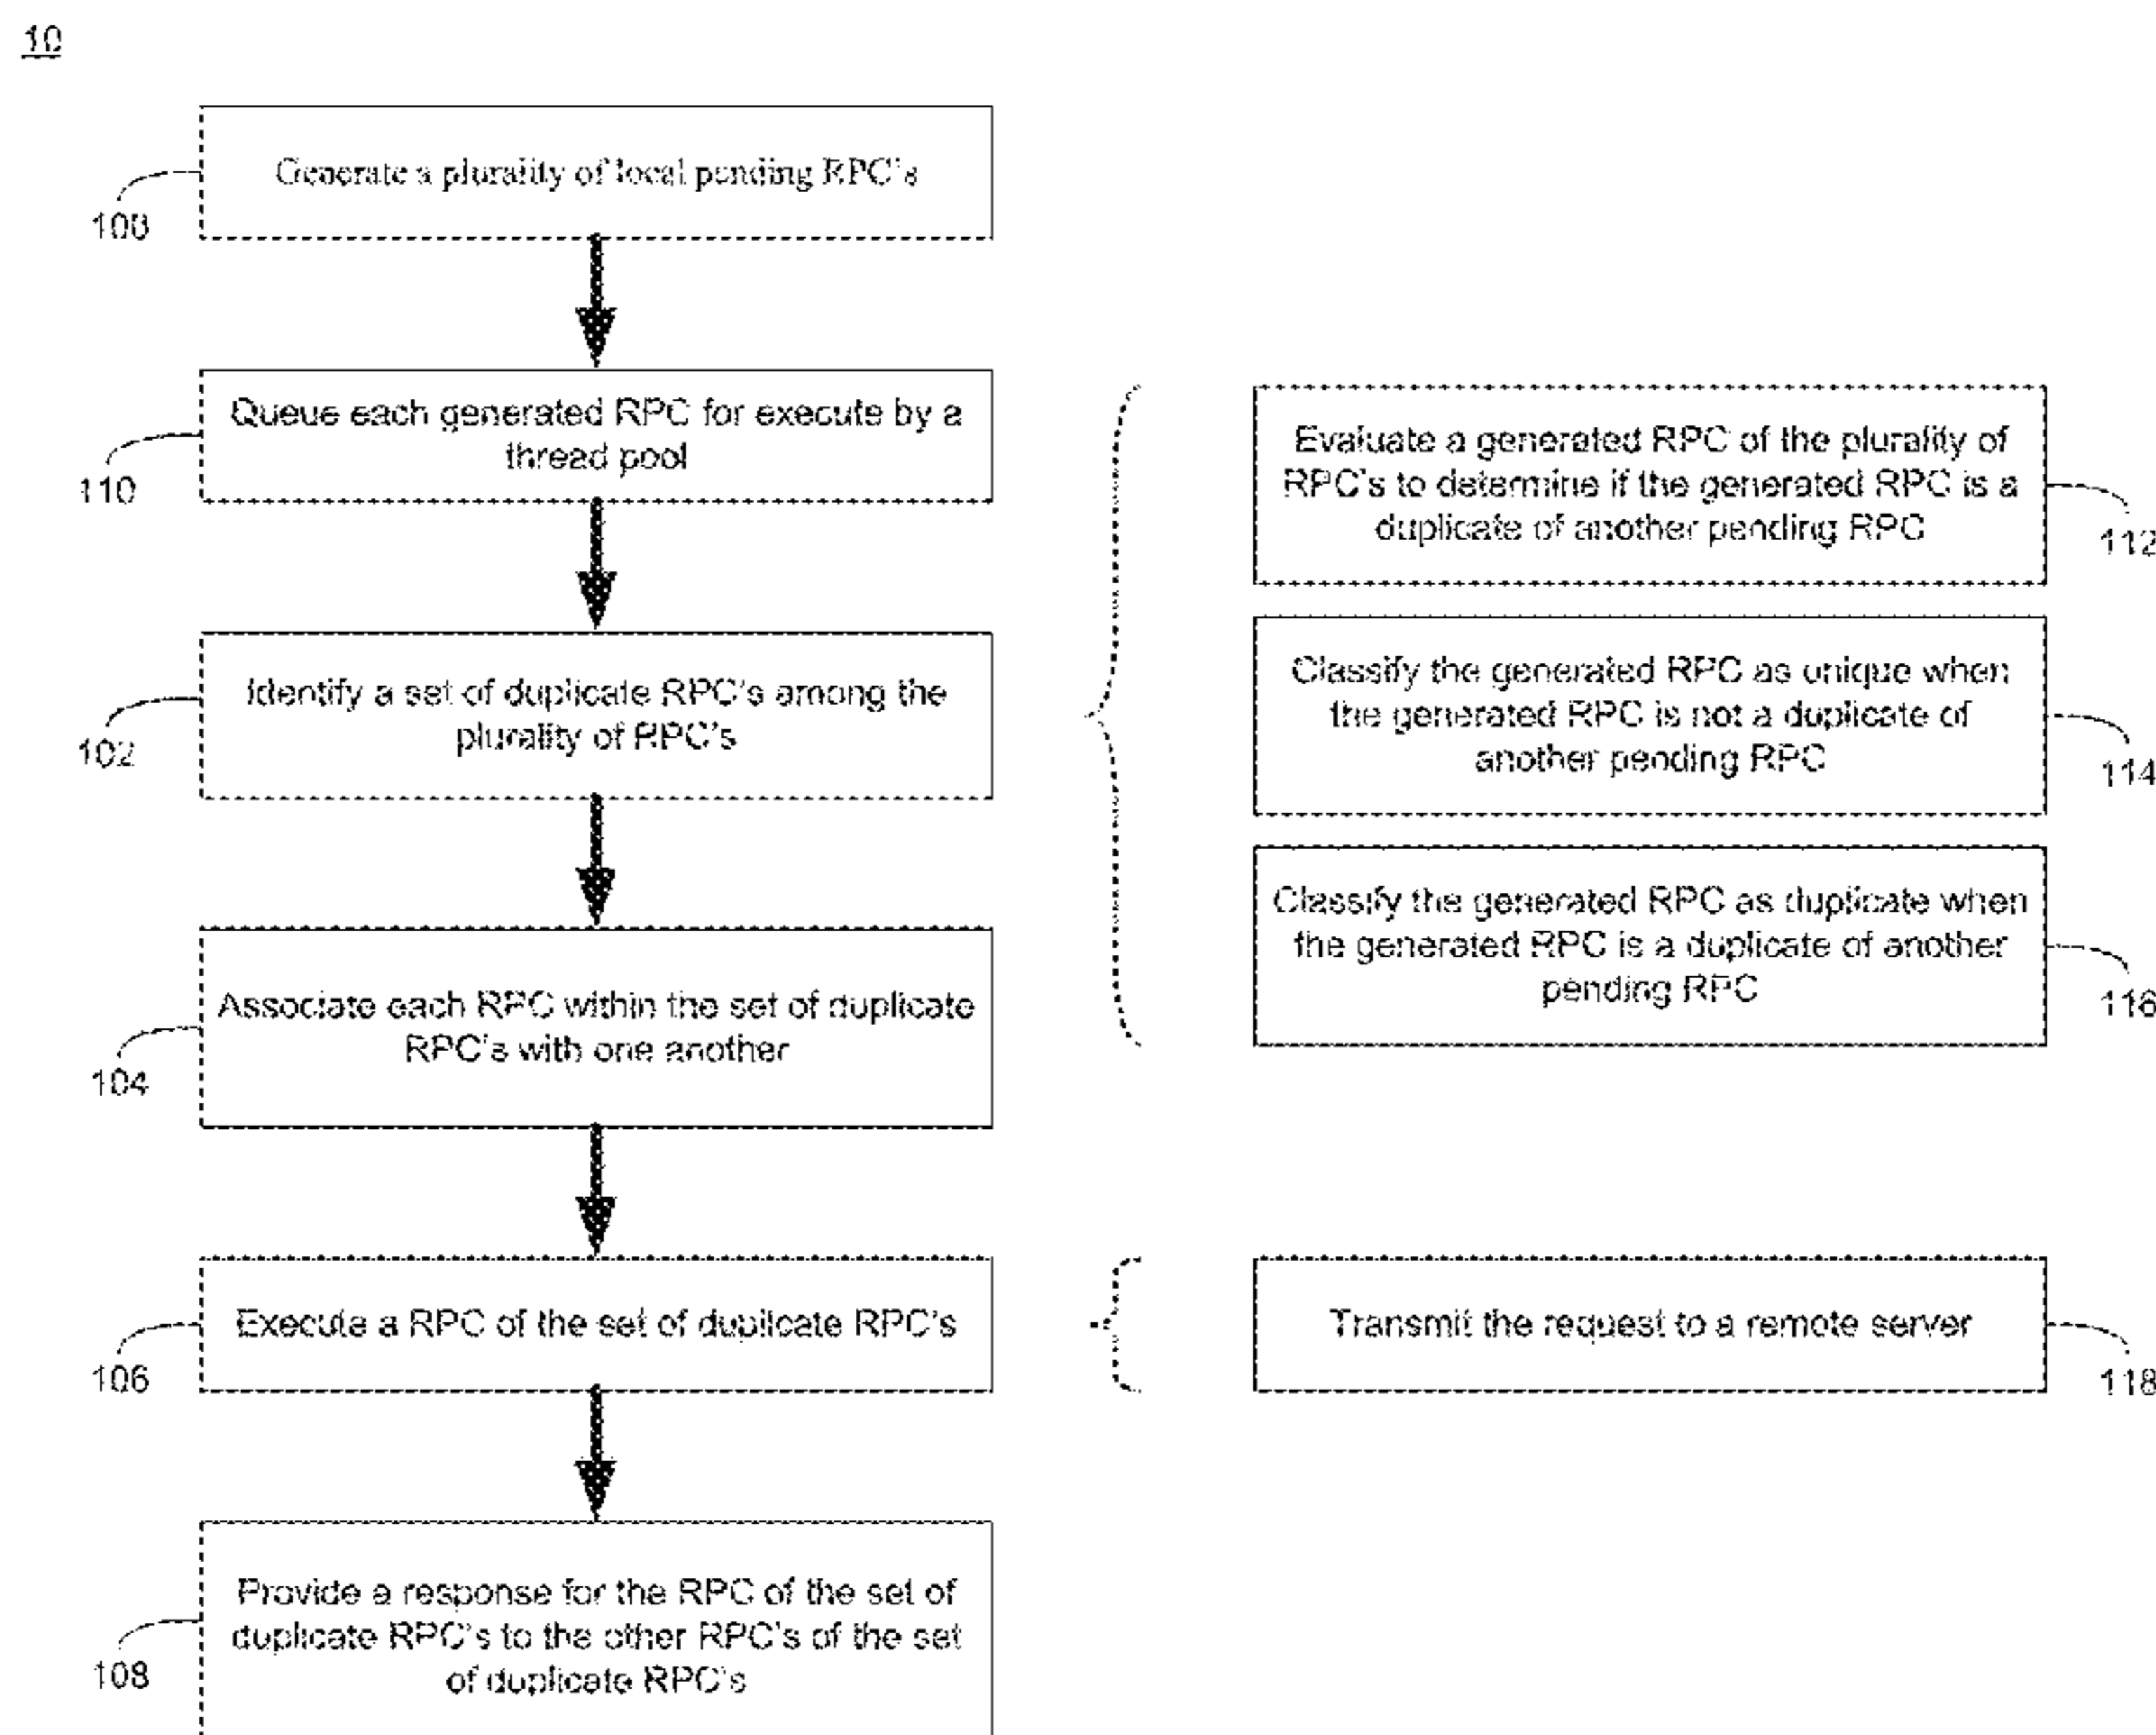 10
Generate a plurality of local pending RPC's
100
Queue each generated RPC for execute by a
thread pool
110
Identify a set of duplicate RPC's among the
plurality of RPC's
102
Associate each RPC within the set of duplicate
RPC's with one another
104
Execute a RPC of the set of duplicate RPC's
106
Provide a response for the RPC of the set of
duplicate RPC's to the other RPC's of the set
of duplicate RPC's
108
Evaluate a generated RPC of the plurality of
RPC's to determine if the generated RPC is a
duplicate of another pending RPC
112
Classify the generated RPC as unique when
the generated RPC is not a duplicate of
another pending RPC
114
Classify the generated RPC as duplicate when
the generated RPC is a duplicate of another
pending RPC
116
Transmit the request to a remote server
118